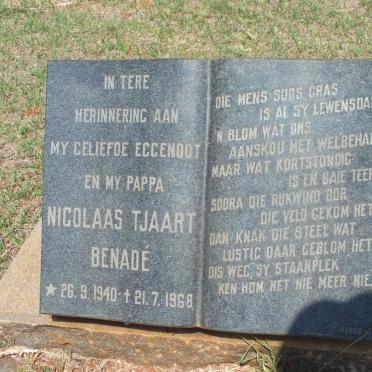 IN TERE
HERINNERING AAN
MY GELIEFDE EGGENOOT
EN MY PAPPA
NICOLAAS TJAART
BENADÉ
★ 26.9.1940 - † 21.7.1968
DIE MENS SOOS GRAS
IS AL SY LEWENSDA
'N BLOM WAT ONS
AANSKOU MET WELBEHA
MAAR WAT KORTSTONDIG
IS EN BAIE TEER
SOORA DIE RUKWIND OOR
DIE VELD GEKOM HET
DAN KNAK DIE STEEL WAT
LUSTIG DAAR GEBLOM HET
DIS WEG, SY STAANPLEK
KEN HOM NET NIE MEER NIE